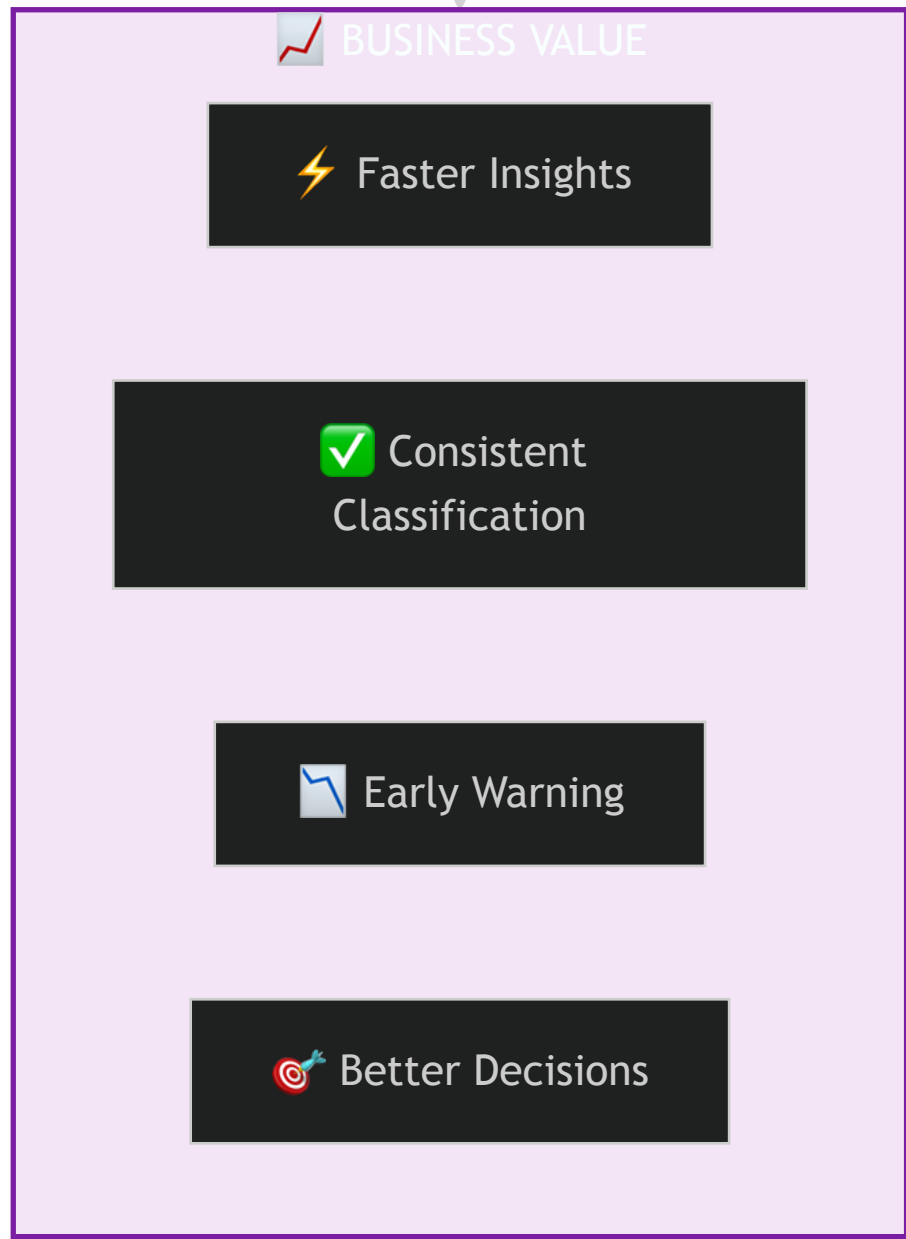 📈 BUSINESS VALUE
⚡ Faster Insights
✅ Consistent
Classification
📉 Early Warning
🎯 Better Decisions